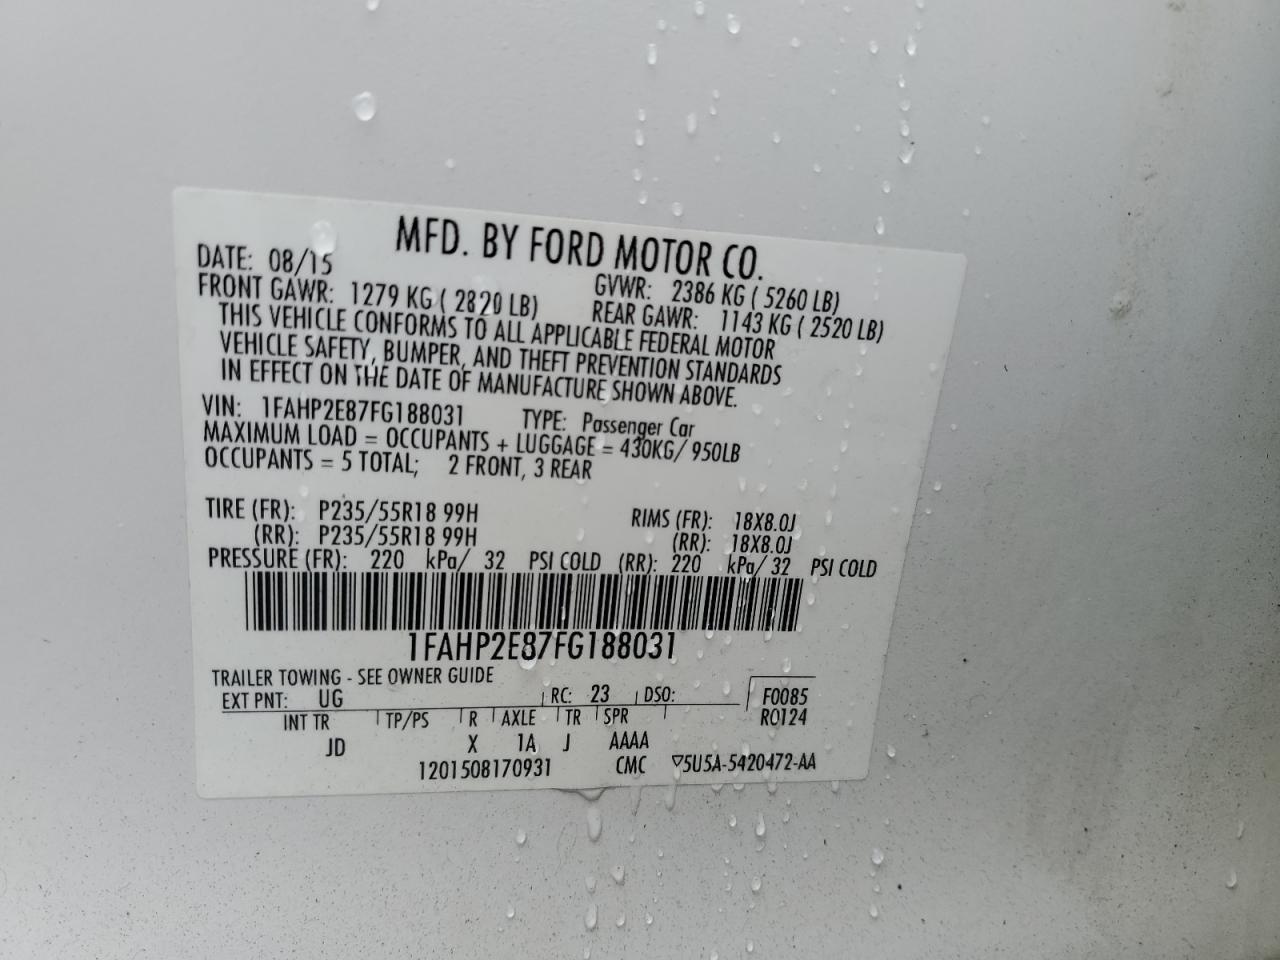 MFD. BY FORD MOTOR CO.
DATE: 08/15 GVWR: 2386 KG ( 5260 LB)
FRONT GAWR: 1279 KG ( 2820 LB) REAR GAWR: 1143 KG ( 2520 LB)
THIS VEHICLE CONFORMS TO ALL APPLICABLE FEDERAL MOTOR
VEHICLE SAFETY, BUMPER, AND THEFT PREVENTION STANDARDS
IN EFFECT ON THE DATE OF MANUFACTURE SHOWN ABOVE.
VIN: 1FAHP2E87FG188031 TYPE: Passenger Car
MAXIMUM LOAD = OCCUPANTS + LUGGAGE = 430KG/ 950LB
OCCUPANTS = 5 TOTAL; 2 FRONT, 3 REAR
TIRE (FR): P235/55R18 99H RIMS (FR): 18X8.0J
(RR): P235/55R18 99H (RR): 18X8.0J
PRESSURE (FR): 220 kPa/ 32 PSI COLD (RR): 220 kPa/ 32 PSI COLD
1FAHP2E87FG188031
TRAILER TOWING - SEE OWNER GUIDE
EXT PNT: UG RC: 23 DSO: F0085
INT TR TP/PS R AXLE TR SPR R0124
JD X 1A J AAAA
1201508170931 CMC ▽5U5A-5420472-AA